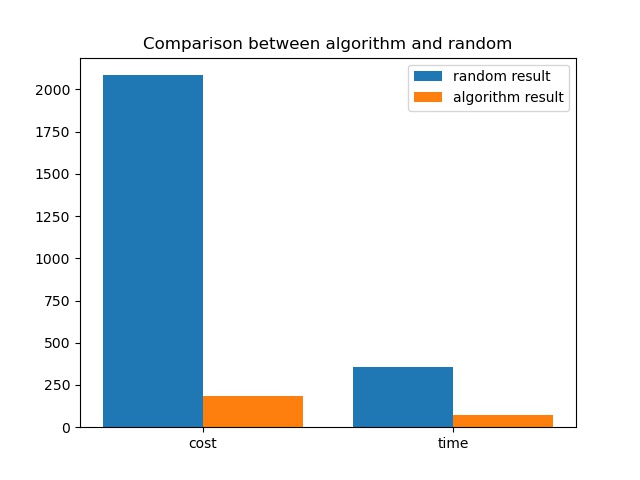 Comparison between algorithm and random
random result
algorithm result
2000
1750
1500
1250
1000
750
500
250
0
cost
time